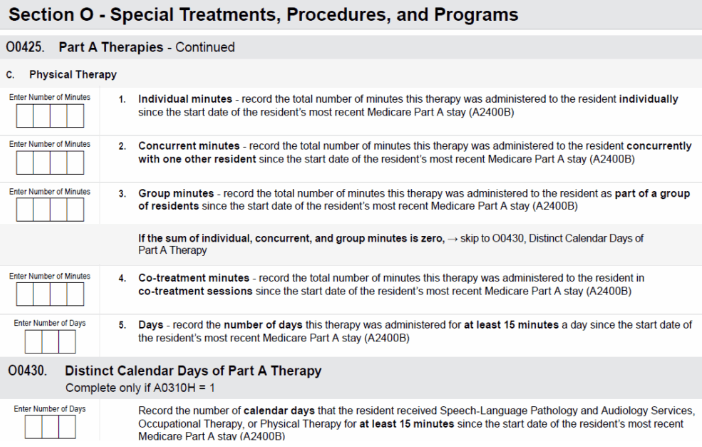 Section O - Special Treatments, Procedures, and Programs
O0425. Part A Therapies - Continued
C. Physical Therapy
Enter Number of Minutes
1. Individual minutes - record the total number of minutes this therapy was administered to the resident individually
since the start date of the resident's most recent Medicare Part A stay (A2400B)
Enter Number of Minutes
2. Concurrent minutes - record the total number of minutes this therapy was administered to the resident concurrently
with one other resident since the start date of the resident's most recent Medicare Part A stay (A2400B)
Enter Number of Minutes
3. Group minutes - record the total number of minutes this therapy was administered to the resident as part of a group
of residents since the start date of the resident's most recent Medicare Part A stay (A2400B)
If the sum of individual, concurrent, and group minutes is zero, → skip to O0430, Distinct Calendar Days of
Part A Therapy
Enter Number of Minutes
4. Co-treatment minutes - record the total number of minutes this therapy was administered to the resident in
co-treatment sessions since the start date of the resident's most recent Medicare Part A stay (A2400B)
Enter Number of Days
5. Days - record the number of days this therapy was administered for at least 15 minutes a day since the start date of
the resident's most recent Medicare Part A stay (A2400B)
O0430. Distinct Calendar Days of Part A Therapy
Complete only if A0310H = 1
Enter Number of Days
Record the number of calendar days that the resident received Speech-Language Pathology and Audiology Services,
Occupational Therapy, or Physical Therapy for at least 15 minutes since the start date of the resident's most recent
Medicare Part A stay (A2400B)